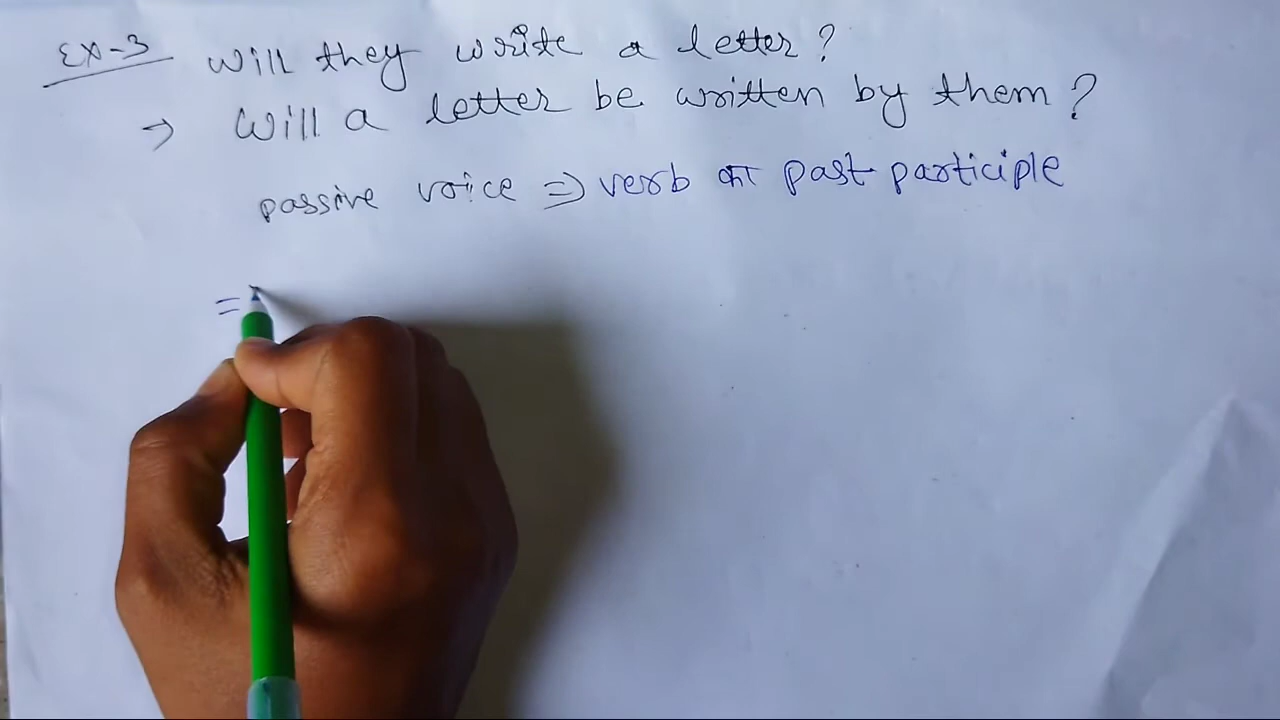 Ex-3 Will they write a letter?
→ Will a letter be written by them?
passive voice ⇒ verb का past participle
=